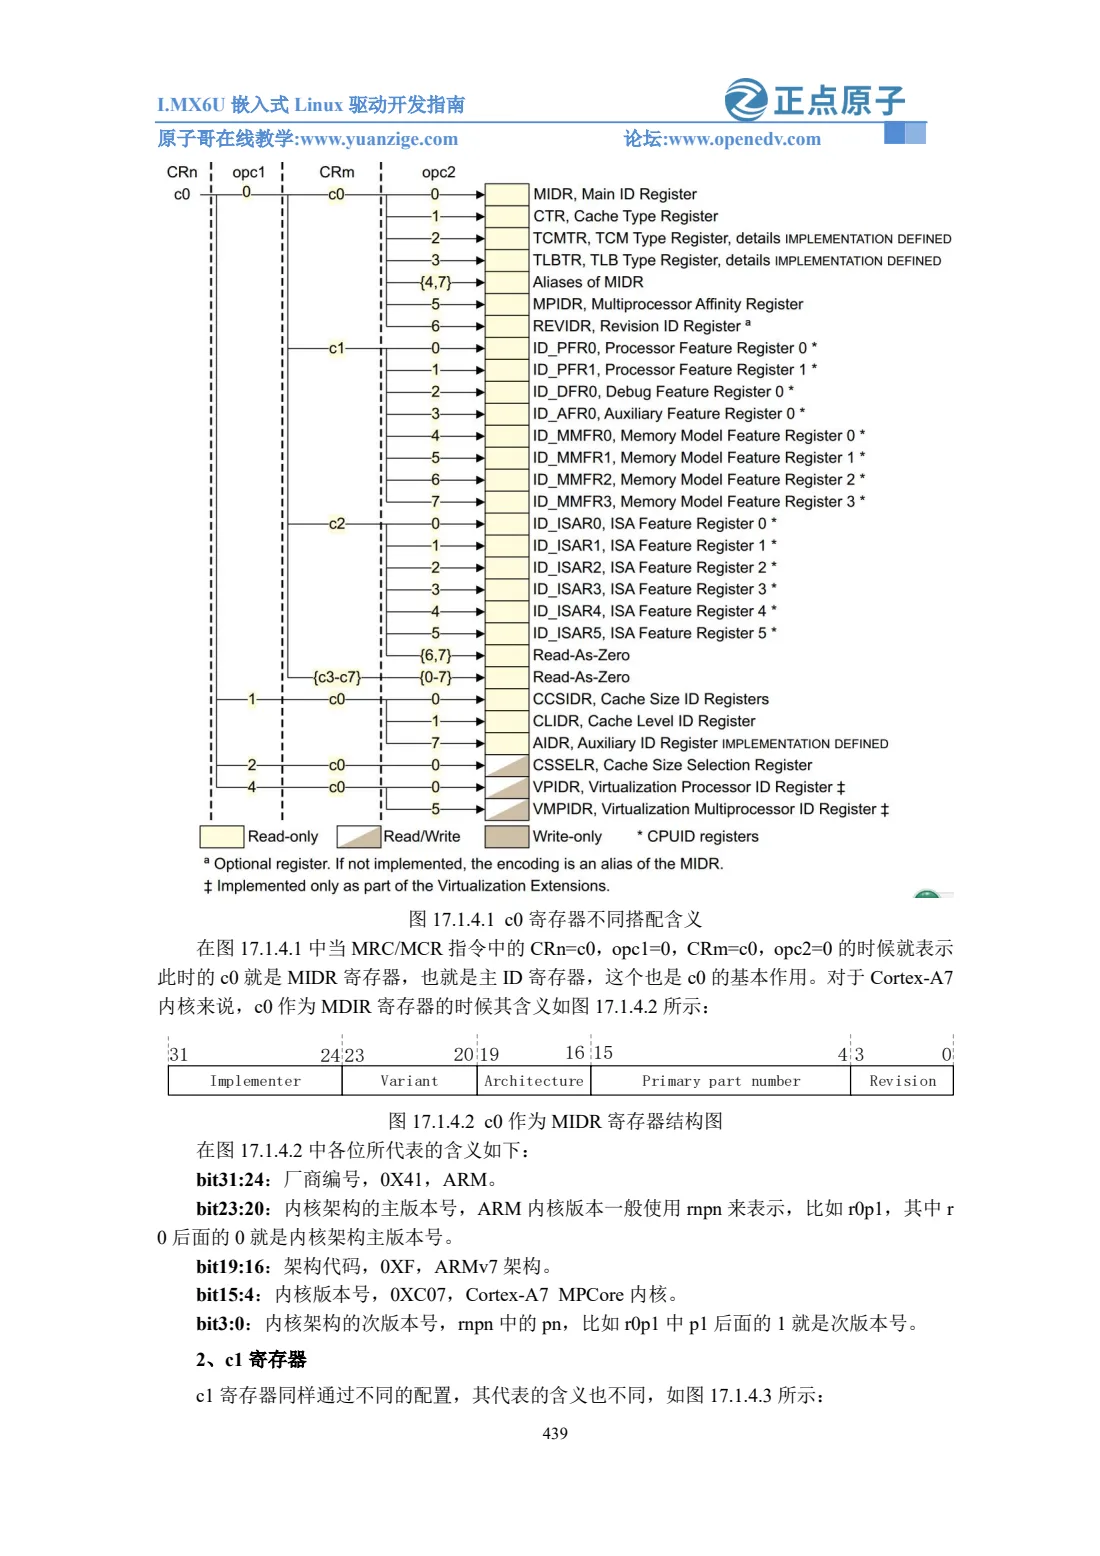 I.MX6U 嵌入式 Linux 驱动开发指南
正点原子
原子哥在线教学:www.yuanzige.com 论坛:www.openedv.com
CRn opc1 CRm opc2
c0 0 c0 0 MIDR, Main ID Register
1 CTR, Cache Type Register
2 TCMTR, TCM Type Register, details IMPLEMENTATION DEFINED
3 TLBTR, TLB Type Register, details IMPLEMENTATION DEFINED
{4,7} Aliases of MIDR
5 MPIDR, Multiprocessor Affinity Register
6 REVIDR, Revision ID Register ª
c1 0 ID_PFR0, Processor Feature Register 0 *
1 ID_PFR1, Processor Feature Register 1 *
2 ID_DFR0, Debug Feature Register 0 *
3 ID_AFR0, Auxiliary Feature Register 0 *
4 ID_MMFR0, Memory Model Feature Register 0 *
5 ID_MMFR1, Memory Model Feature Register 1 *
6 ID_MMFR2, Memory Model Feature Register 2 *
7 ID_MMFR3, Memory Model Feature Register 3 *
c2 0 ID_ISAR0, ISA Feature Register 0 *
1 ID_ISAR1, ISA Feature Register 1 *
2 ID_ISAR2, ISA Feature Register 2 *
3 ID_ISAR3, ISA Feature Register 3 *
4 ID_ISAR4, ISA Feature Register 4 *
5 ID_ISAR5, ISA Feature Register 5 *
{6,7} Read-As-Zero
{c3-c7} {0-7} Read-As-Zero
1 c0 0 CCSIDR, Cache Size ID Registers
1 CLIDR, Cache Level ID Register
7 AIDR, Auxiliary ID Register IMPLEMENTATION DEFINED
2 c0 0 CSSELR, Cache Size Selection Register
4 c0 0 VPIDR, Virtualization Processor ID Register ‡
5 VMPIDR, Virtualization Multiprocessor ID Register ‡
Read-only Read/Write Write-only * CPUID registers
ª Optional register. If not implemented, the encoding is an alias of the MIDR.
‡ Implemented only as part of the Virtualization Extensions.
图 17.1.4.1 c0 寄存器不同搭配含义
在图 17.1.4.1 中当 MRC/MCR 指令中的 CRn=c0，opc1=0，CRm=c0，opc2=0 的时候就表示
此时的 c0 就是 MIDR 寄存器，也就是主 ID 寄存器，这个也是 c0 的基本作用。对于 Cortex-A7
内核来说，c0 作为 MDIR 寄存器的时候其含义如图 17.1.4.2 所示：
31 24 23 20 19 16 15 4 3 0
Implementer Variant Architecture Primary part number Revision
图 17.1.4.2 c0 作为 MIDR 寄存器结构图
在图 17.1.4.2 中各位所代表的含义如下：
bit31:24：厂商编号，0X41，ARM。
bit23:20：内核架构的主版本号，ARM 内核版本一般使用 rnpn 来表示，比如 r0p1，其中 r
0 后面的 0 就是内核架构主版本号。
bit19:16：架构代码，0XF，ARMv7 架构。
bit15:4：内核版本号，0XC07，Cortex-A7 MPCore 内核。
bit3:0：内核架构的次版本号，rnpn 中的 pn，比如 r0p1 中 p1 后面的 1 就是次版本号。
2、c1 寄存器
c1 寄存器同样通过不同的配置，其代表的含义也不同，如图 17.1.4.3 所示：
439